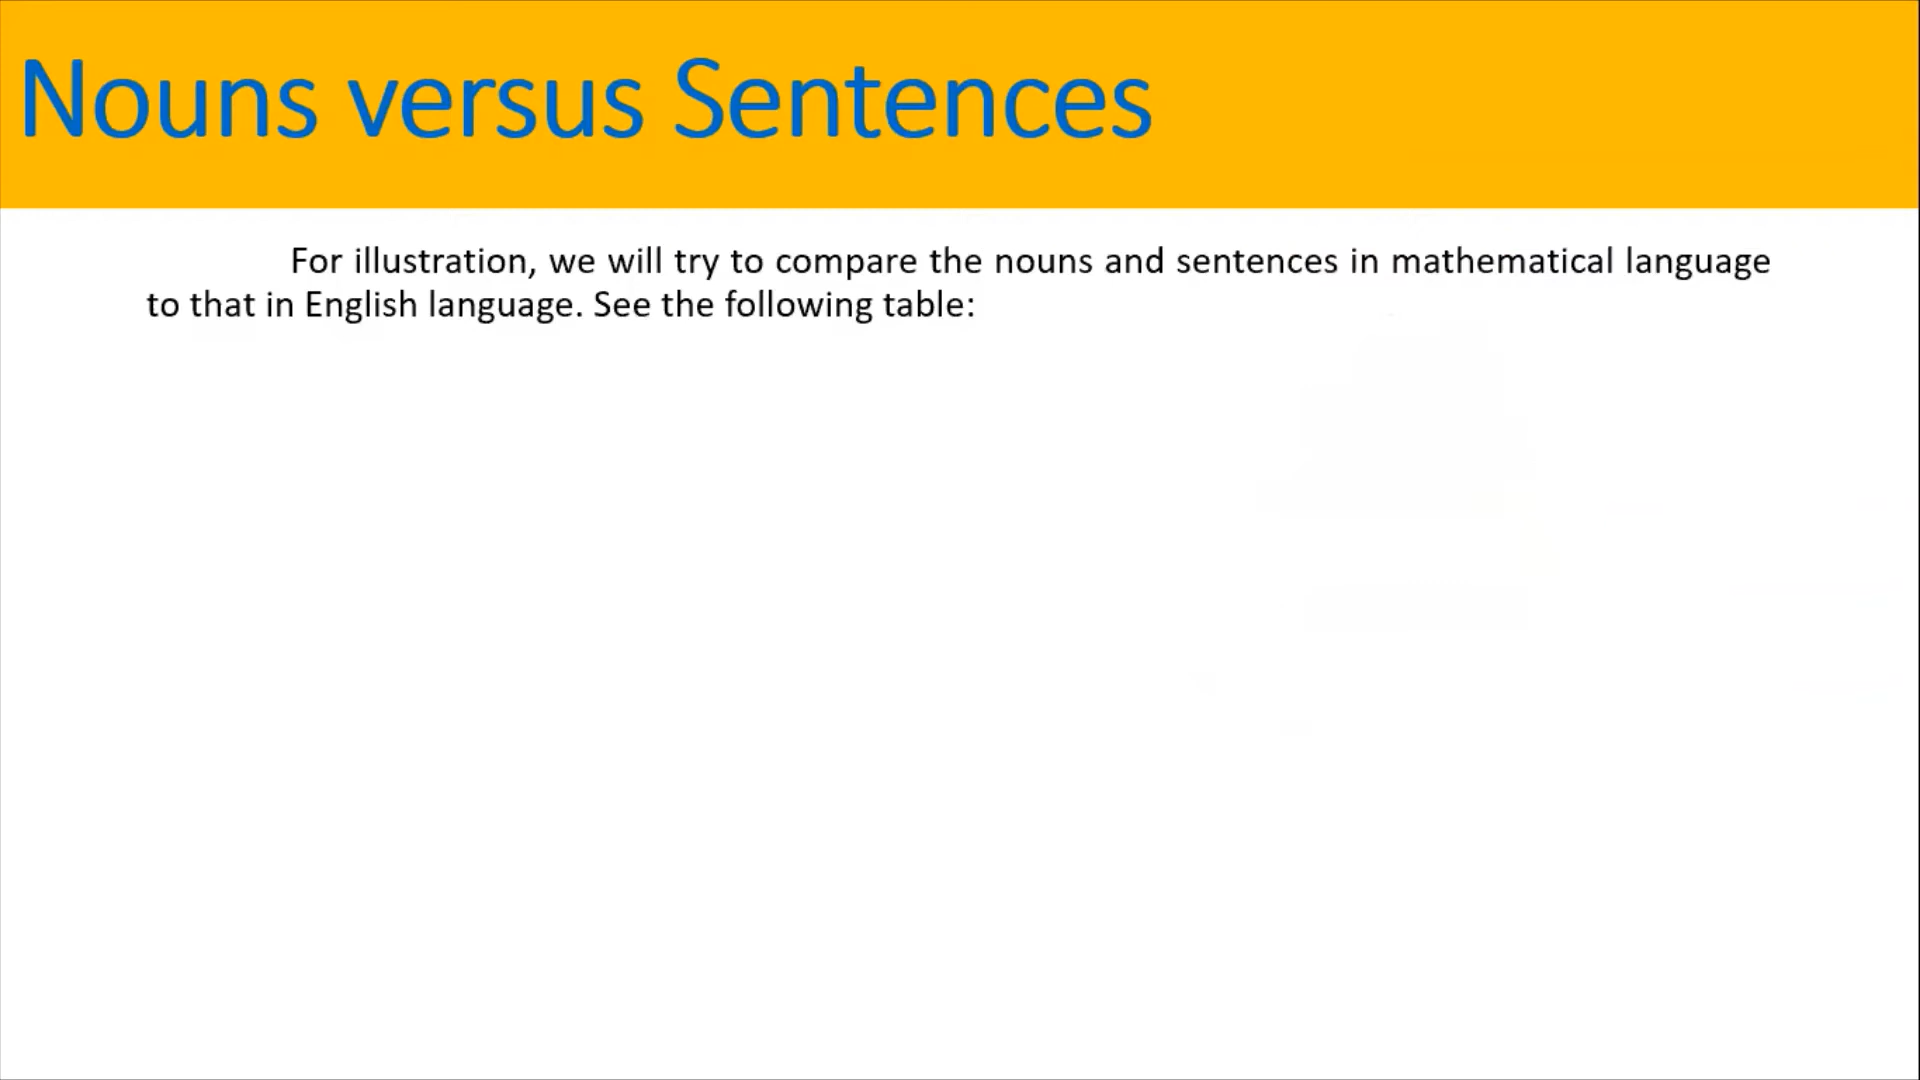 Nouns versus Sentences
For illustration, we will try to compare the nouns and sentences in mathematical language
to that in English language. See the following table: